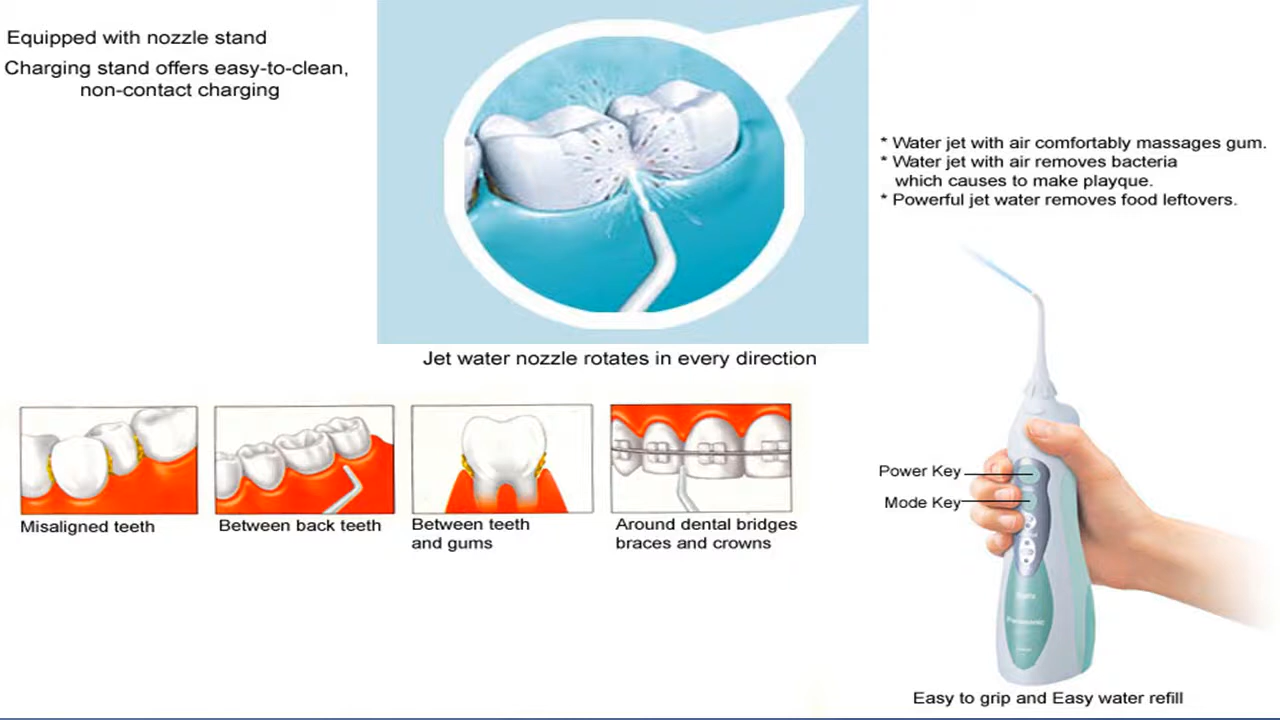 Equipped with nozzle stand
Charging stand offers easy-to-clean,
non-contact charging
* Water jet with air comfortably massages gum.
* Water jet with air removes bacteria
which causes to make playque.
* Powerful jet water removes food leftovers.
Jet water nozzle rotates in every direction
Misaligned teeth
Between back teeth
Between teeth
and gums
Around dental bridges
braces and crowns
Power Key
Mode Key
Panasonic
Easy to grip and Easy water refill